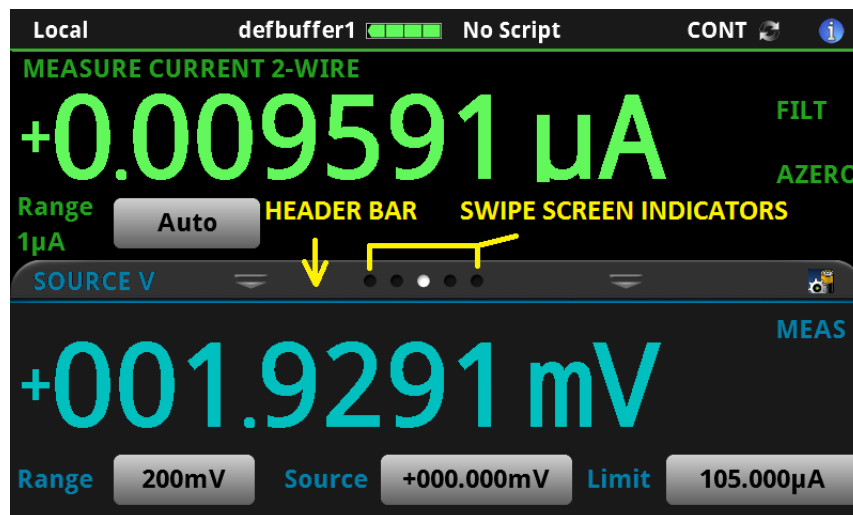 Local defbuffer1 No Script CONT i
MEASURE CURRENT 2-WIRE
+0.009591 µA
FILT
AZERO
Range
1µA
Auto
HEADER BAR SWIPE SCREEN INDICATORS
SOURCE V
MEAS
+001.9291 mV
Range 200mV Source +000.000mV Limit 105.000µA